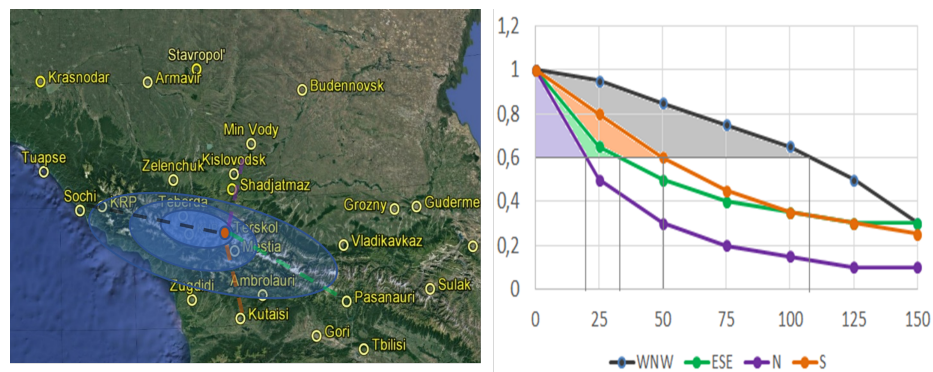 Stavropol'
Krasnodar
Armavir
Budennovsk
Min Vody
Tuapse
Zelenchuk
Kislovodsk
Shadjatmaz
Sochi
KRP
Teberda
Grozny
Guderme
Terskol
Mestia
Vladikavkaz
Zugdidi
Ambrolauri
Sulak
Pasanauri
Kutaisi
Gori
Tbilisi
1,2
1
0,8
0,6
0,4
0,2
0
0 25 50 75 100 125 150
WNW ESE N S